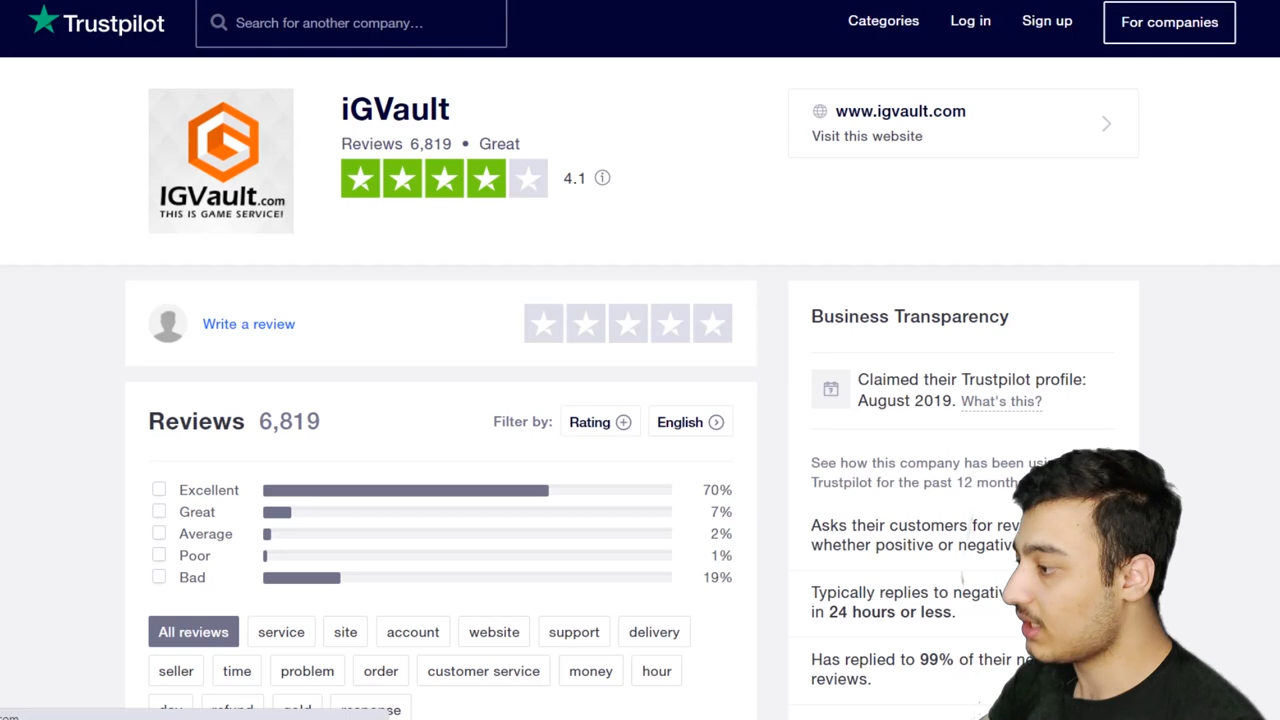 Trustpilot
Search for another company...
Categories
Log in
Sign up
For companies
IGVault.com
THIS IS GAME SERVICE!
iGVault
Reviews 6,819 • Great
4.1
www.igvault.com
Visit this website
Write a review
Reviews 6,819
Filter by:
Rating
English
Excellent 70%
Great 7%
Average 2%
Poor 1%
Bad 19%
All reviews service site account website support delivery
seller time problem order customer service money hour
refund gold response
Business Transparency
Claimed their Trustpilot profile:
August 2019. What's this?
See how this company has been
Trustpilot for the past 12
Asks their customers for
whether positive or
Typically replies to
in 24 hours or less.
Has replied to 99% of their
reviews.